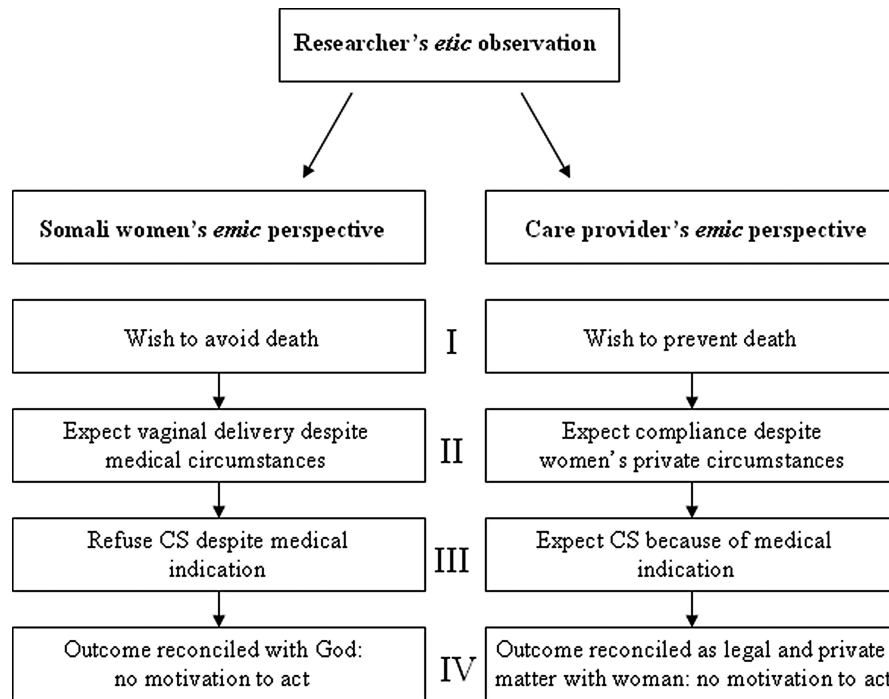 Researcher's etic observation
Somali women's emic perspective
Care provider's emic perspective
Wish to avoid death
I
Wish to prevent death
Expect vaginal delivery despite
medical circumstances
II
Expect compliance despite
women's private circumstances
Refuse CS despite medical
indication
III
Expect CS because of medical
indication
Outcome reconciled with God:
no motivation to act
IV
Outcome reconciled as legal and private
matter with woman: no motivation to act